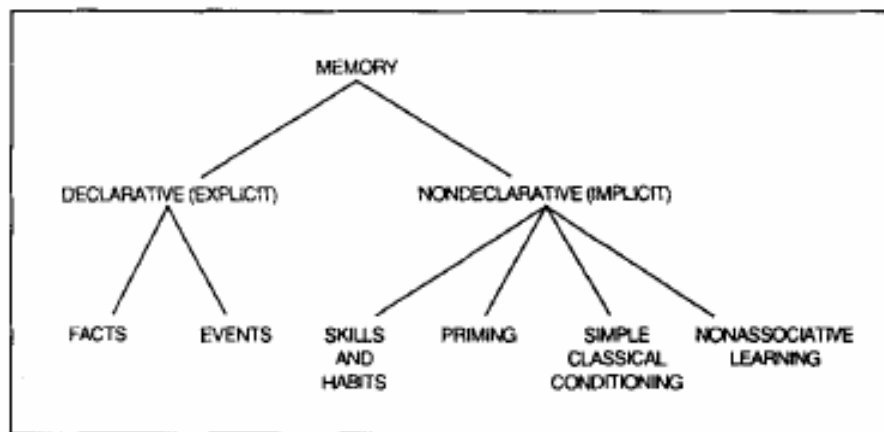 MEMORY
DECLARATIVE (EXPLICIT) NONDECLARATIVE (IMPLICIT)
FACTS EVENTS SKILLS PRIMING SIMPLE NONASSOCIATIVE
AND CLASSICAL LEARNING
HABITS CONDITIONING